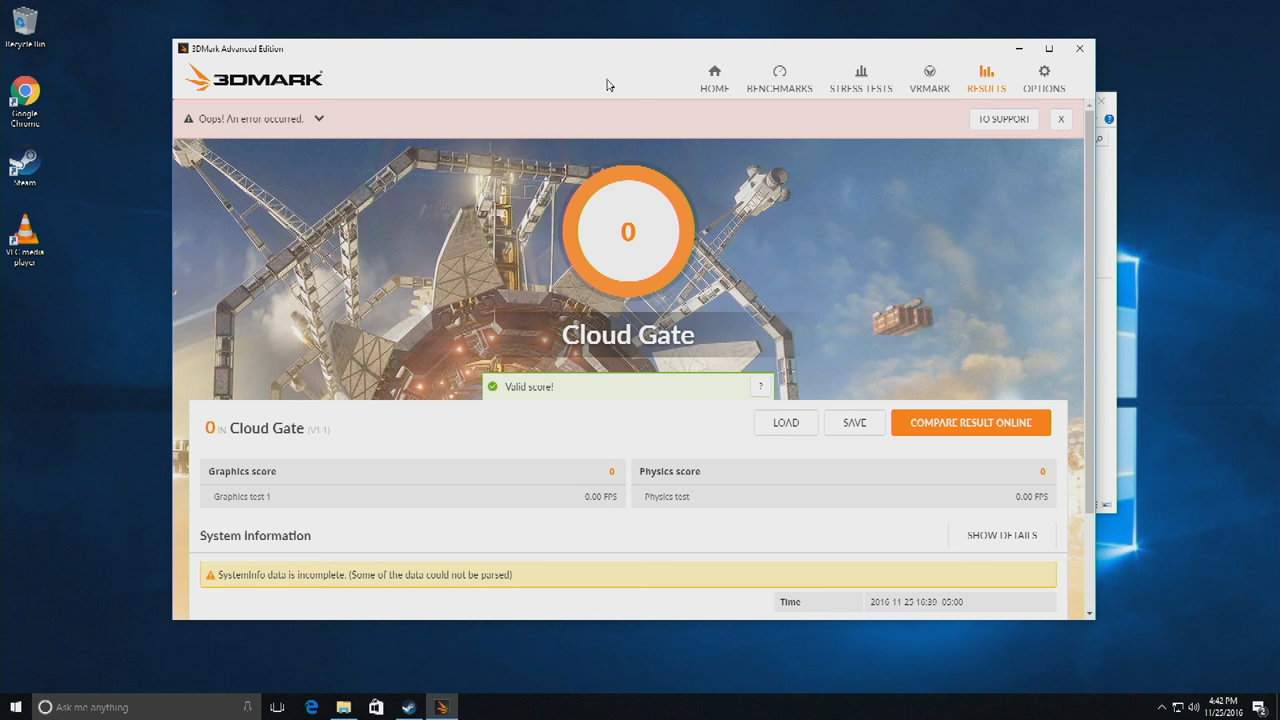 Recycle Bin
Google
Chrome
Steam
VLC media
player
3DMark Advanced Edition
3DMARK
HOME
BENCHMARKS
STRESS TESTS
VRMARK
RESULTS
OPTIONS
Oops! An error occurred.
TO SUPPORT
X
0
Cloud Gate
Valid score!
?
0 IN Cloud Gate (V1.1)
LOAD
SAVE
COMPARE RESULT ONLINE
Graphics score 0
Graphics test 1 0.00 FPS
Physics score 0
Physics test 0.00 FPS
System Information
SHOW DETAILS
SystemInfo data is incomplete. (Some of the data could not be parsed)
Time 2016-11-25 16:39 -05:00
Ask me anything
4:42 PM
11/25/2016
2